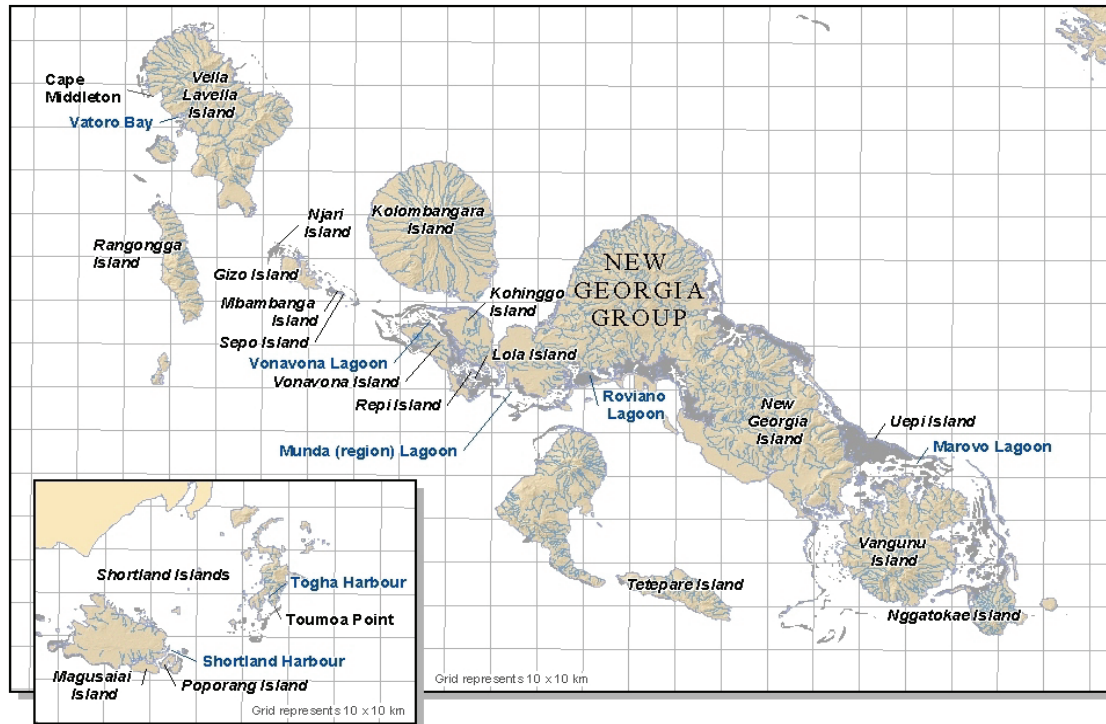 Cape
Middleton
Vella
Lavella
Island
Vatoro Bay
Rangongga
Island
Njari
Island
Gizo Island
Mbambanga
Island
Sepo Island
Kolombangara
Island
Kohinggo
Island
Vonavona Lagoon
Vonavona Island
Lola Island
Repi Island
Munda (region) Lagoon
NEW
GEORGIA
GROUP
Roviano
Lagoon
New
Georgia
Island
Uepi Island
Marovo Lagoon
Vangunu
Island
Tetepare Island
Nggatokae Island
Grid represents 10 x 10 km
Shortland Islands
Togha Harbour
Toumoa Point
Shortland Harbour
Magusaiai
Island
Poporang Island
Grid represents 10 x 10 km